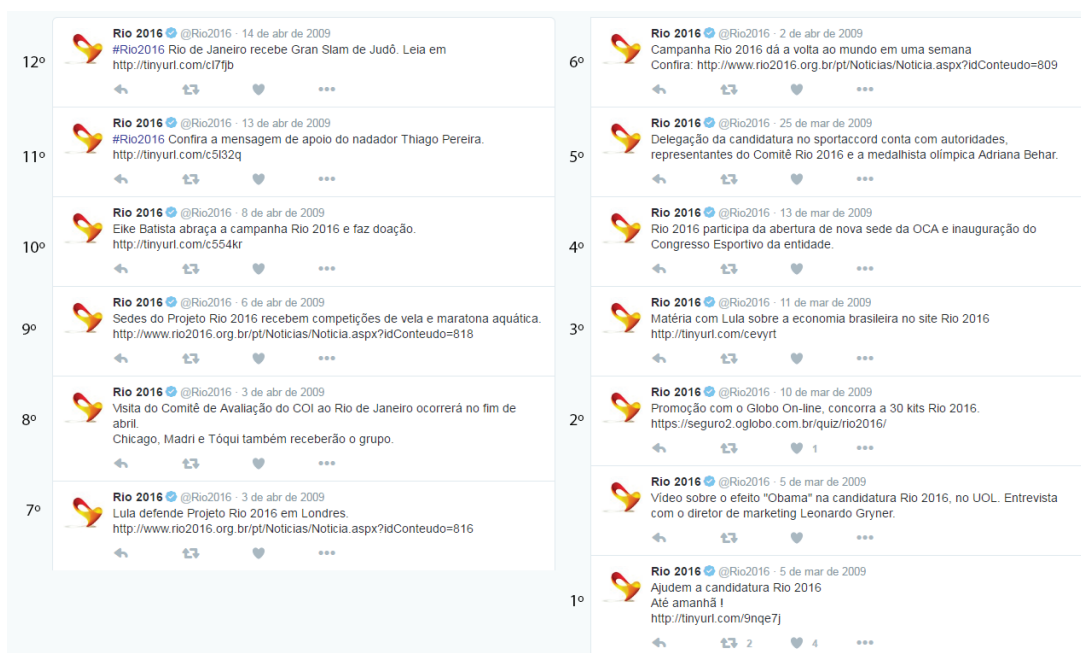 12º
Rio 2016 @Rio2016 · 14 de abr de 2009
#Rio2016 Rio de Janeiro recebe Gran Slam de Judô. Leia em
http://tinyurl.com/cl7fjb
11º
Rio 2016 @Rio2016 · 13 de abr de 2009
#Rio2016 Confira a mensagem de apoio do nadador Thiago Pereira.
http://tinyurl.com/c5l32q
10º
Rio 2016 @Rio2016 · 8 de abr de 2009
Eike Batista abraça a campanha Rio 2016 e faz doação.
http://tinyurl.com/c554kr
9º
Rio 2016 @Rio2016 · 6 de abr de 2009
Sedes do Projeto Rio 2016 recebem competições de vela e maratona aquática.
http://www.rio2016.org.br/pt/Noticias/Noticia.aspx?idConteudo=818
8º
Rio 2016 @Rio2016 · 3 de abr de 2009
Visita do Comitê de Avaliação do COI ao Rio de Janeiro ocorrerá no fim de
abril.
Chicago, Madri e Tóqui também receberão o grupo.
7º
Rio 2016 @Rio2016 · 3 de abr de 2009
Lula defende Projeto Rio 2016 em Londres.
http://www.rio2016.org.br/pt/Noticias/Noticia.aspx?idConteudo=816
6º
Rio 2016 @Rio2016 · 2 de abr de 2009
Campanha Rio 2016 dá a volta ao mundo em uma semana
Confira: http://www.rio2016.org.br/pt/Noticias/Noticia.aspx?idConteudo=809
5º
Rio 2016 @Rio2016 · 25 de mar de 2009
Delegação da candidatura no sportaccord conta com autoridades,
representantes do Comitê Rio 2016 e a medalhista olímpica Adriana Behar.
4º
Rio 2016 @Rio2016 · 13 de mar de 2009
Rio 2016 participa da abertura de nova sede da OCA e inauguração do
Congresso Esportivo da entidade.
3º
Rio 2016 @Rio2016 · 11 de mar de 2009
Matéria com Lula sobre a economia brasileira no site Rio 2016
http://tinyurl.com/cevyrt
2º
Rio 2016 @Rio2016 · 10 de mar de 2009
Promoção com o Globo On-line, concorra a 30 kits Rio 2016.
https://seguro2.oglobo.com.br/quiz/rio2016/
1
Rio 2016 @Rio2016 · 5 de mar de 2009
Vídeo sobre o efeito "Obama" na candidatura Rio 2016, no UOL. Entrevista
com o diretor de marketing Leonardo Gryner.
1º
Rio 2016 @Rio2016 · 5 de mar de 2009
Ajudem a candidatura Rio 2016
Até amanhã !
http://tinyurl.com/9nqe7j
2 4